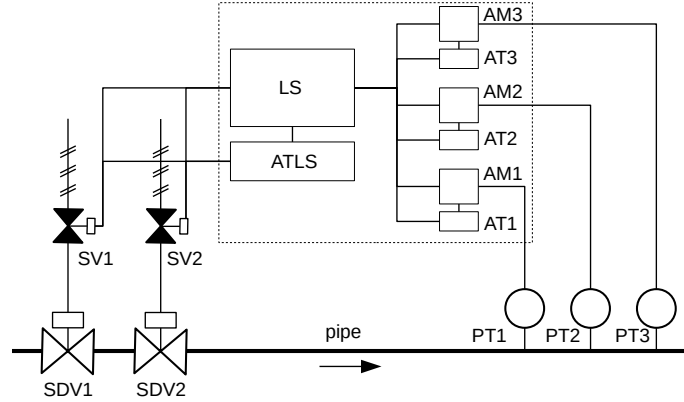 AM3
LS
AT3
AM2
ATLS
AT2
AM1
AT1
SV1
SV2
pipe
PT1
PT2
PT3
SDV1
SDV2